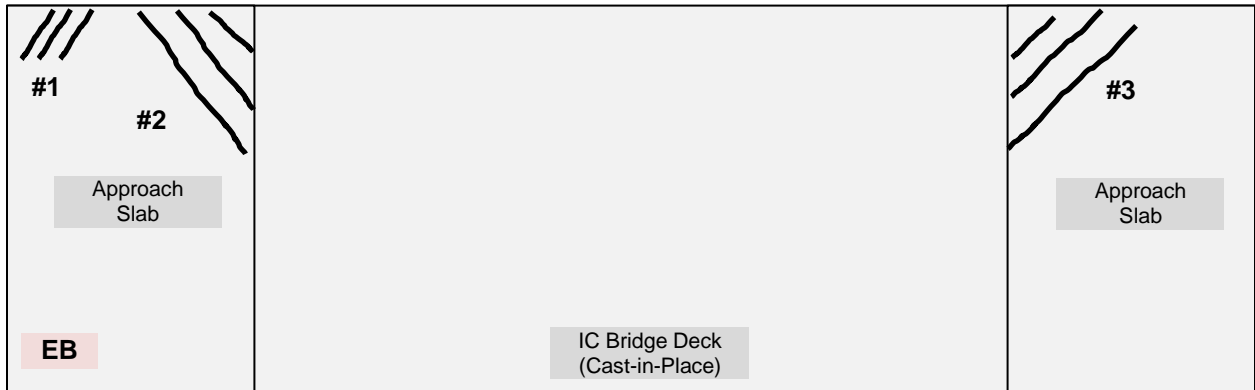 #1
#2
#3
Approach
Slab
Approach
Slab
EB
IC Bridge Deck
(Cast-in-Place)